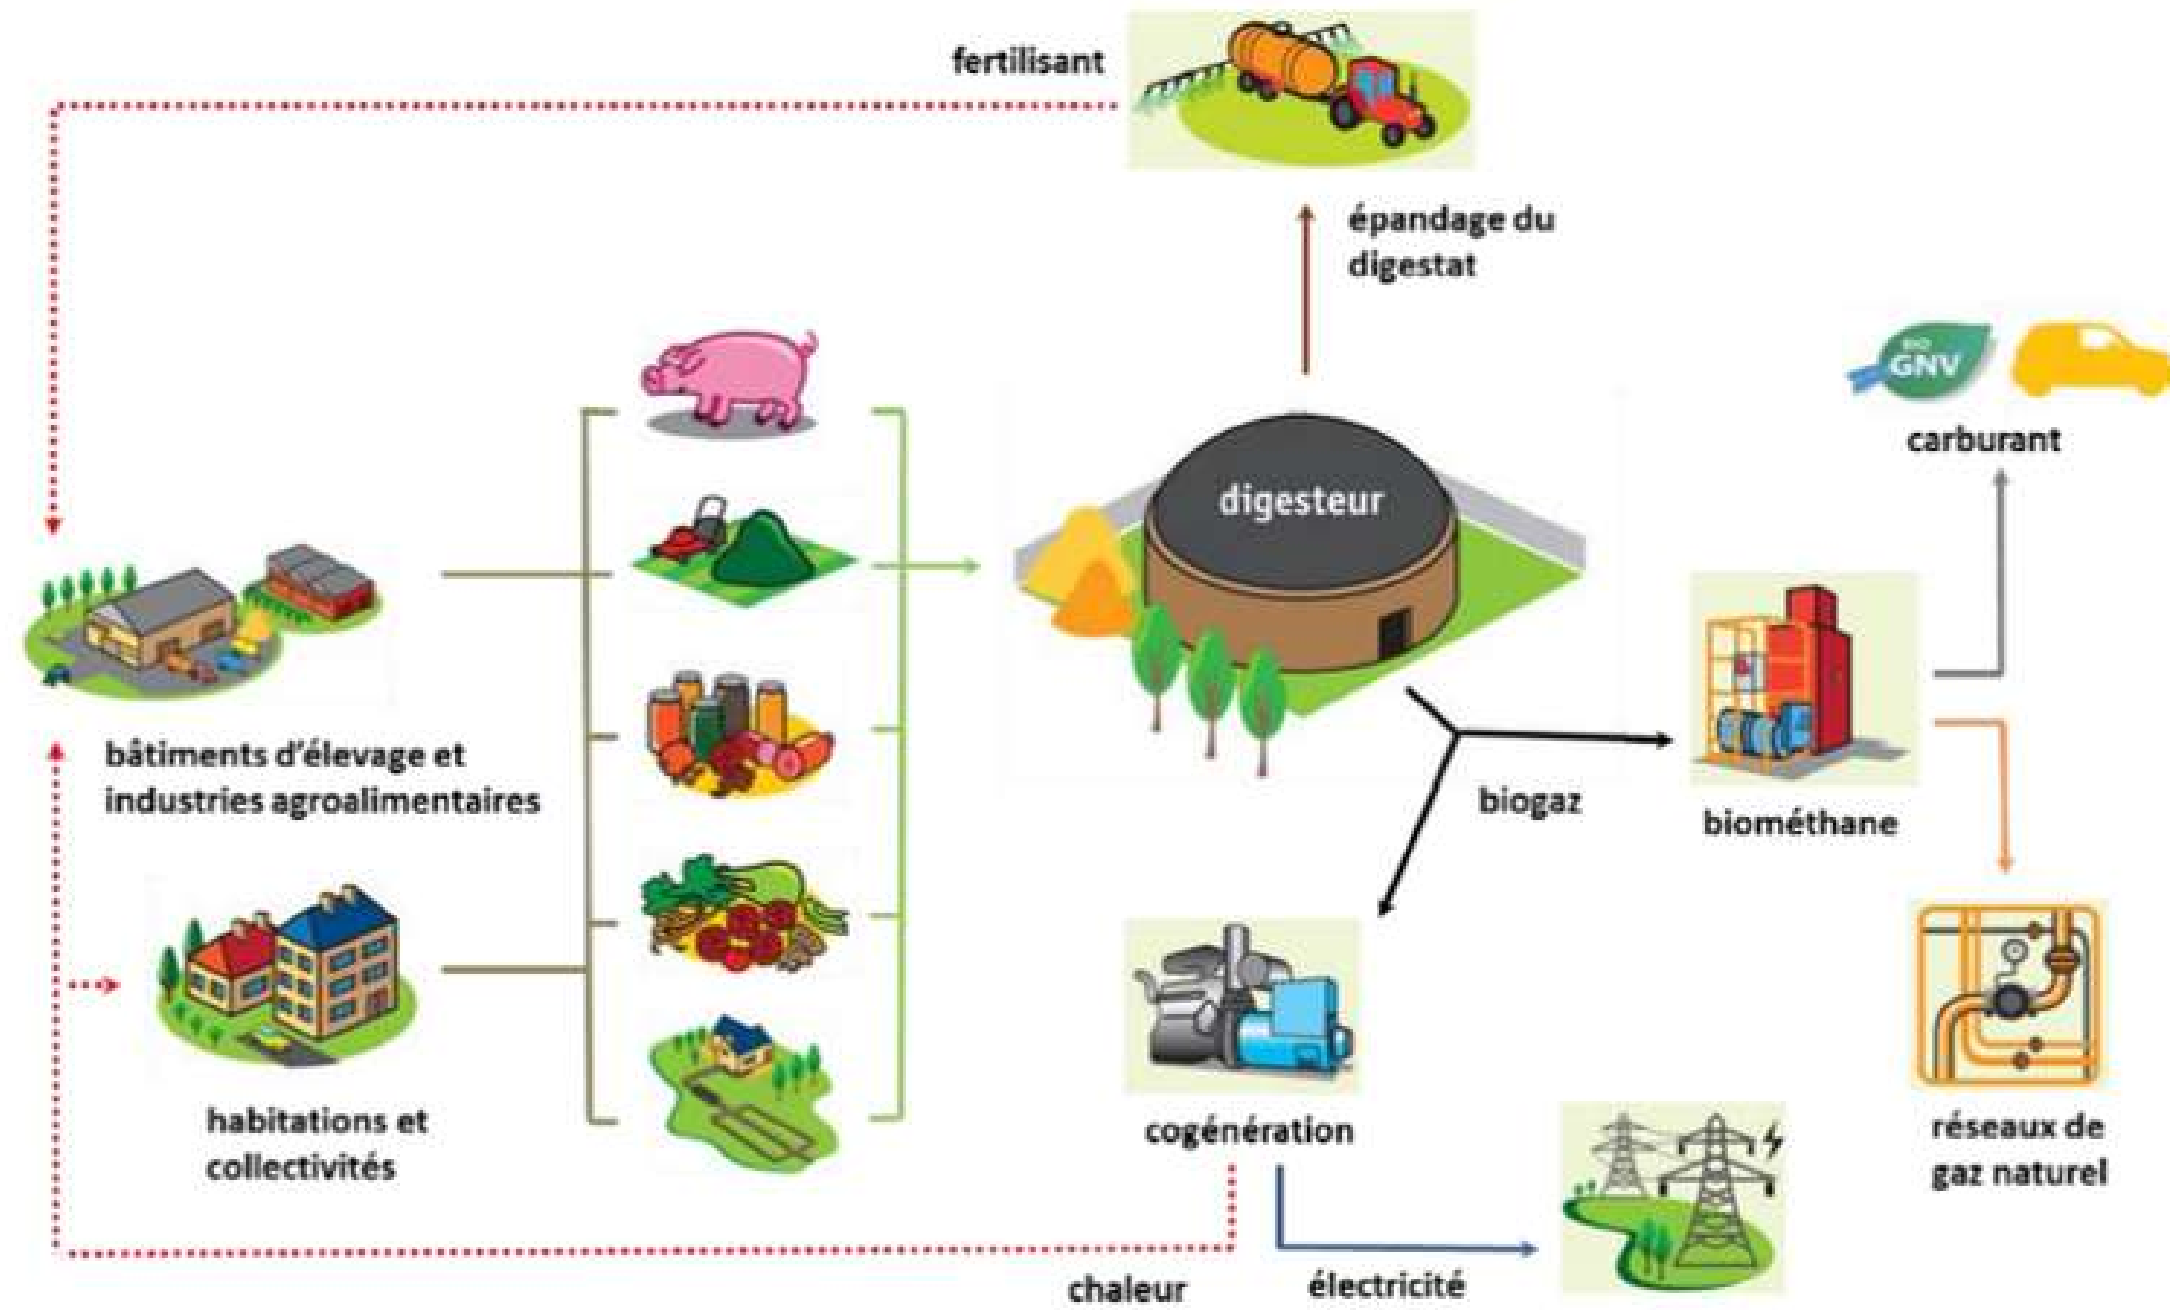 fertilisant
épandage du
digestat
BIO
GNV
carburant
digesteur
bâtiments d'élevage et
industries agroalimentaires
biogaz
biométhane
habitations et
collectivités
cogénération
réseaux de
gaz naturel
chaleur
électricité